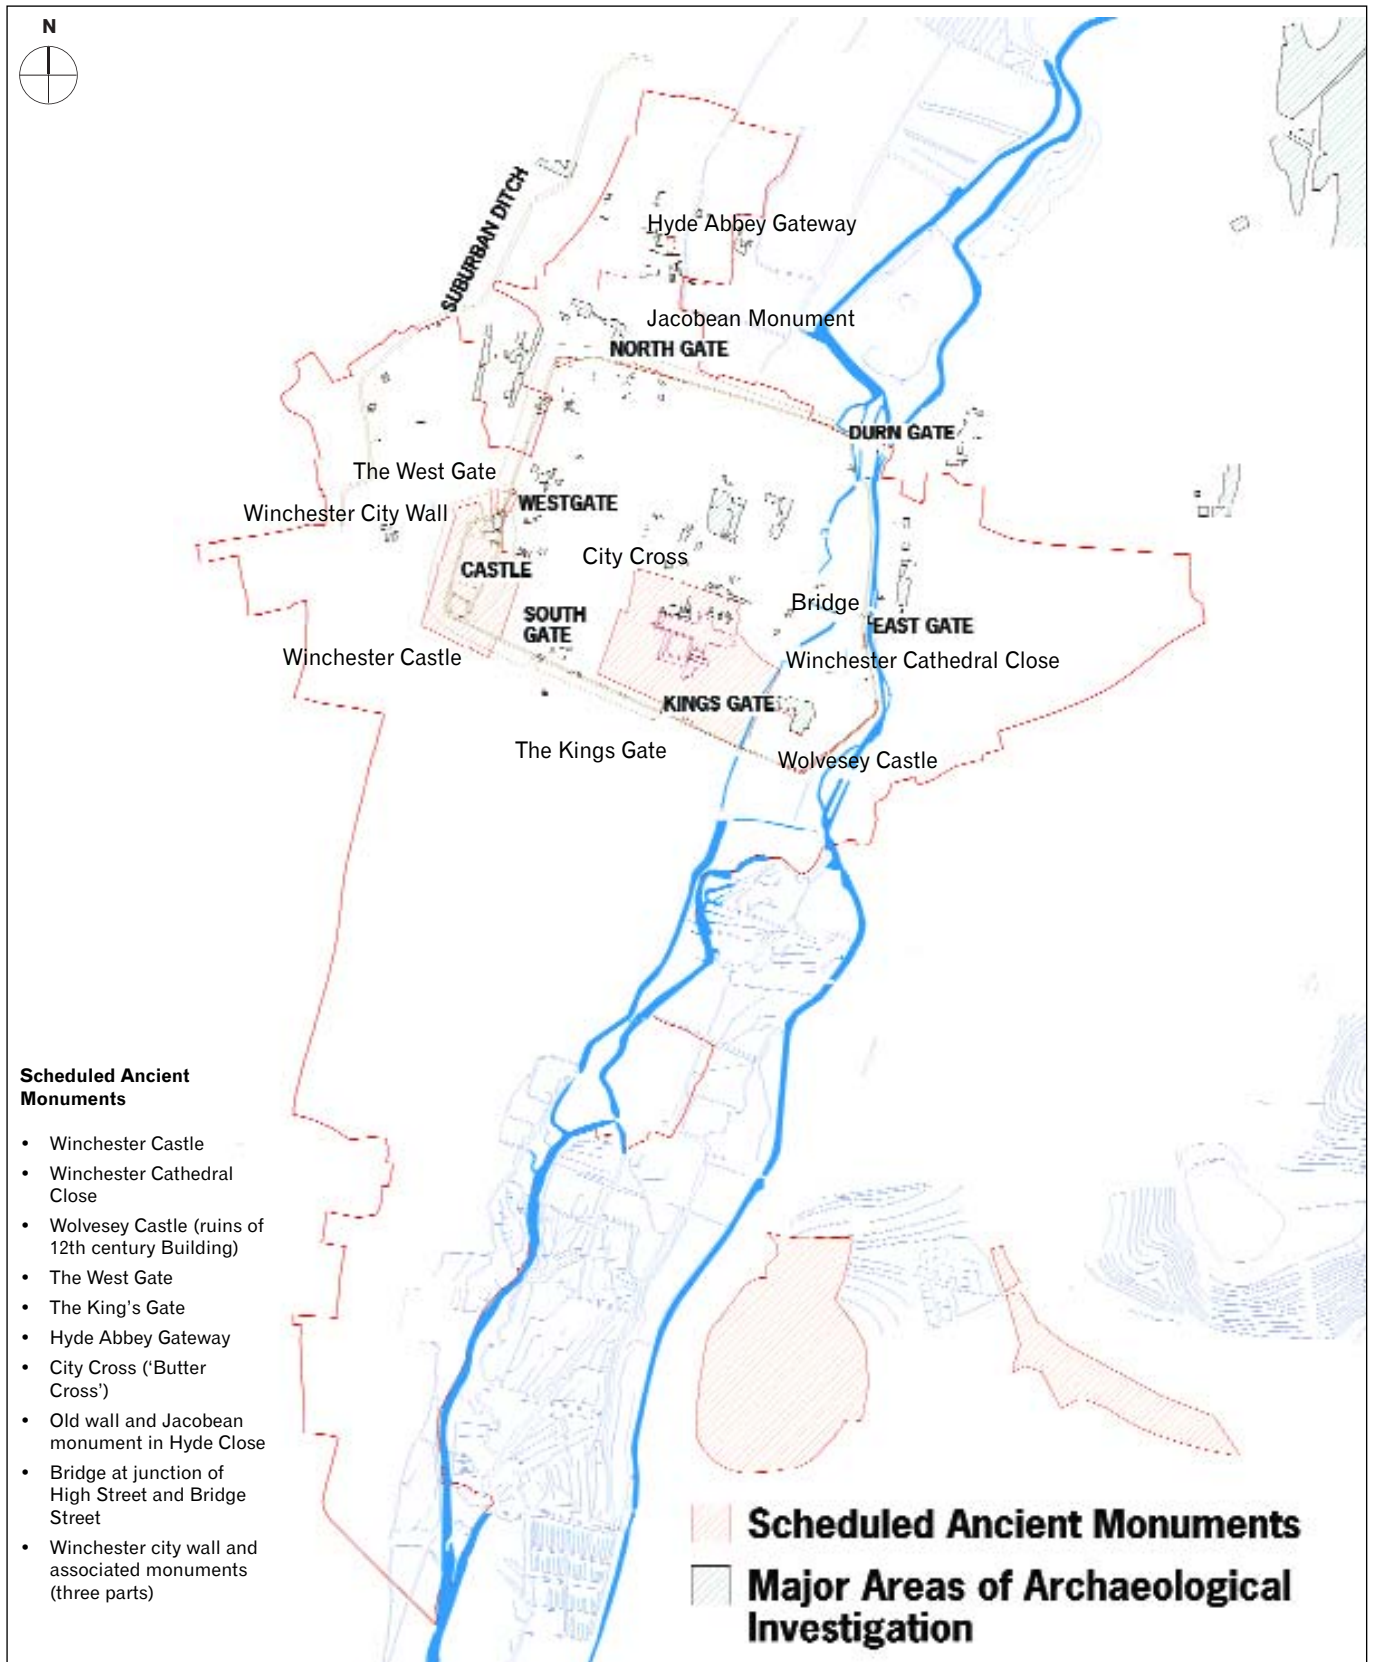 N
SUBURBAN DITCH
Hyde Abbey Gateway
Jacobean Monument
NORTH GATE
DURN GATE
The West Gate
WESTGATE
Winchester City Wall
City Cross
CASTLE
Bridge
SOUTH
GATE
EAST GATE
Winchester Castle
Winchester Cathedral Close
KINGS GATE
The Kings Gate
Wolvesey Castle
Scheduled Ancient
Monuments
• Winchester Castle
• Winchester Cathedral
Close
• Wolvesey Castle (ruins of
12th century Building)
• The West Gate
• The King’s Gate
• Hyde Abbey Gateway
• City Cross (‘Butter
Cross’)
• Old wall and Jacobean
monument in Hyde Close
• Bridge at junction of
High Street and Bridge
Street
• Winchester city wall and
associated monuments
(three parts)
Scheduled Ancient Monuments
Major Areas of Archaeological
Investigation